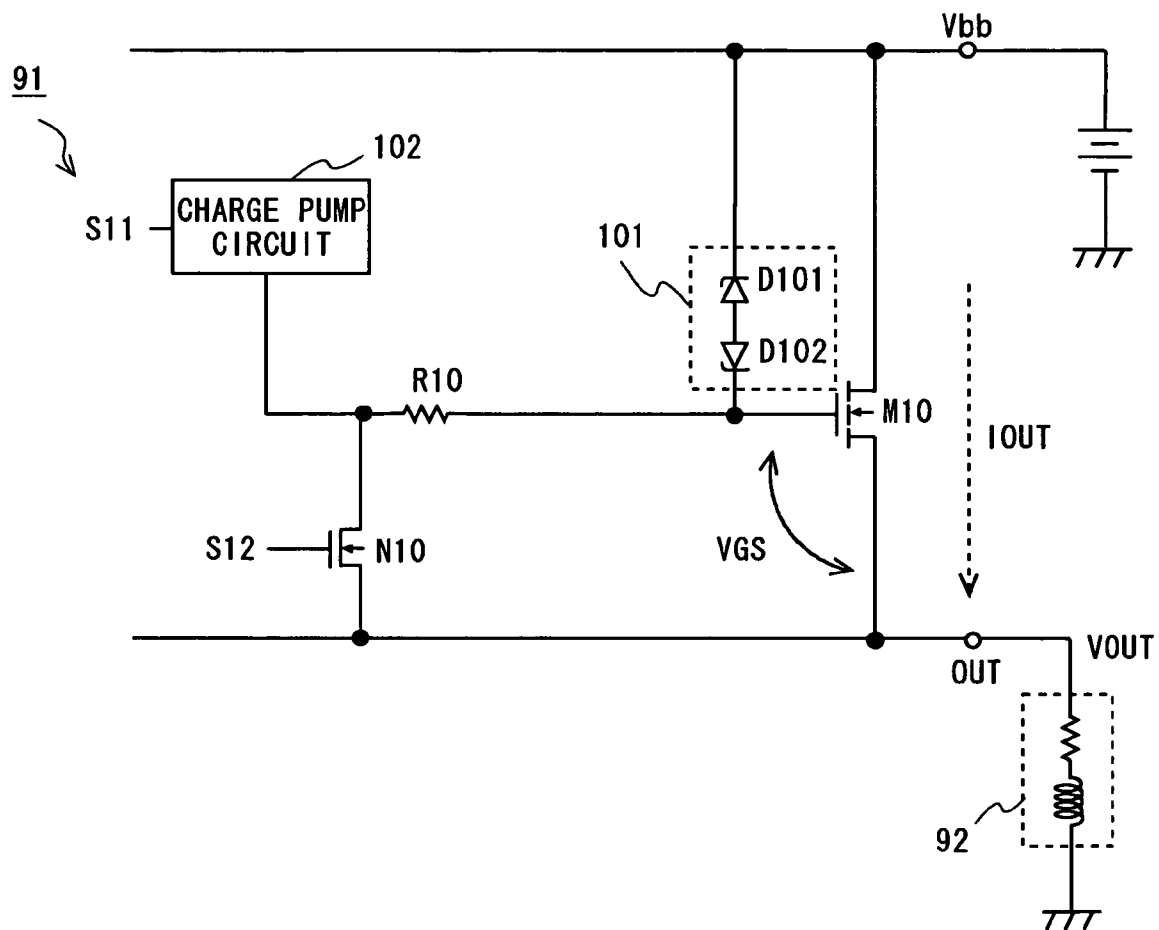 Vbb
91
102
CHARGE PUMP
CIRCUIT
S11
101
D101
D102
R10
M10
IOUT
S12
N10
VGS
OUT
VOUT
92